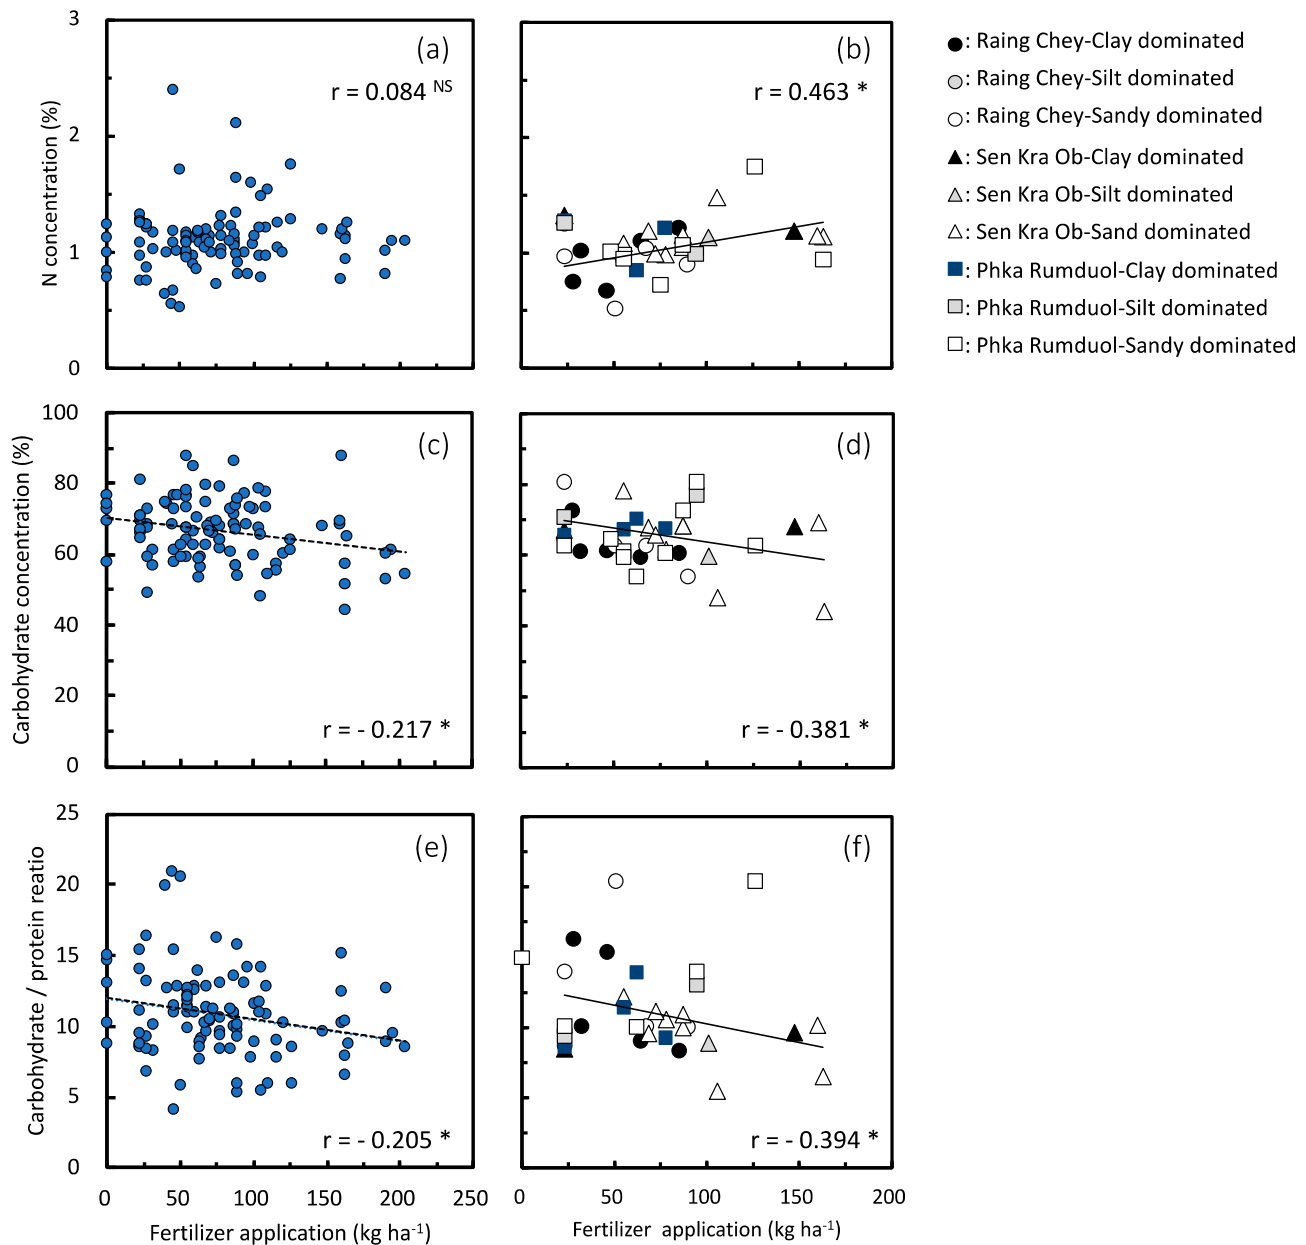 3
2
1
0
N concentration (%)
(a)
r = 0.084 NS
(b)
r = 0.463 *
: Raing Chey-Clay dominated
: Raing Chey-Silt dominated
: Raing Chey-Sandy dominated
: Sen Kra Ob-Clay dominated
: Sen Kra Ob-Silt dominated
: Sen Kra Ob-Sand dominated
: Phka Rumduol-Clay dominated
: Phka Rumduol-Silt dominated
: Phka Rumduol-Sandy dominated
100
80
60
40
20
0
Carbohydrate concentration (%)
(c)
r = - 0.217 *
(d)
r = - 0.381 *
25
20
15
10
5
0
Carbohydrate / protein reatio
(e)
r = - 0.205 *
(f)
r = - 0.394 *
0 50 100 150 200 250
Fertilizer application (kg ha-1)
0 50 100 150 200
Fertilizer application (kg ha-1)